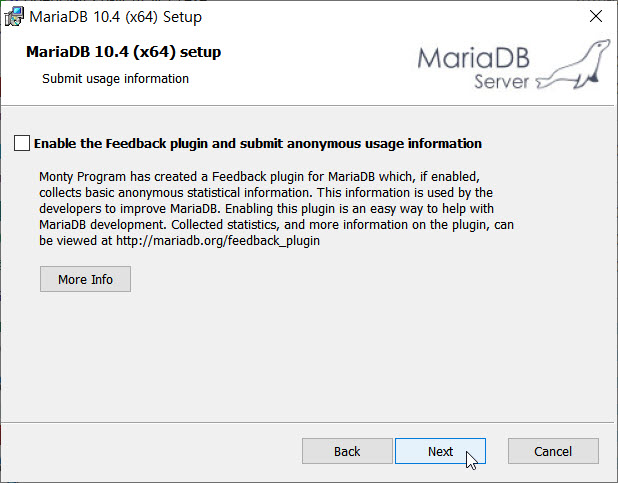 MariaDB 10.4 (x64) Setup
MariaDB 10.4 (x64) setup
Submit usage information
MariaDB
Server
Enable the Feedback plugin and submit anonymous usage information
Monty Program has created a Feedback plugin for MariaDB which, if enabled,
collects basic anonymous statistical information. This information is used by the
developers to improve MariaDB. Enabling this plugin is an easy way to help with
MariaDB development. Collected statistics, and more information on the plugin, can
be viewed at http://mariadb.org/feedback_plugin
More Info
Back
Next
Cancel